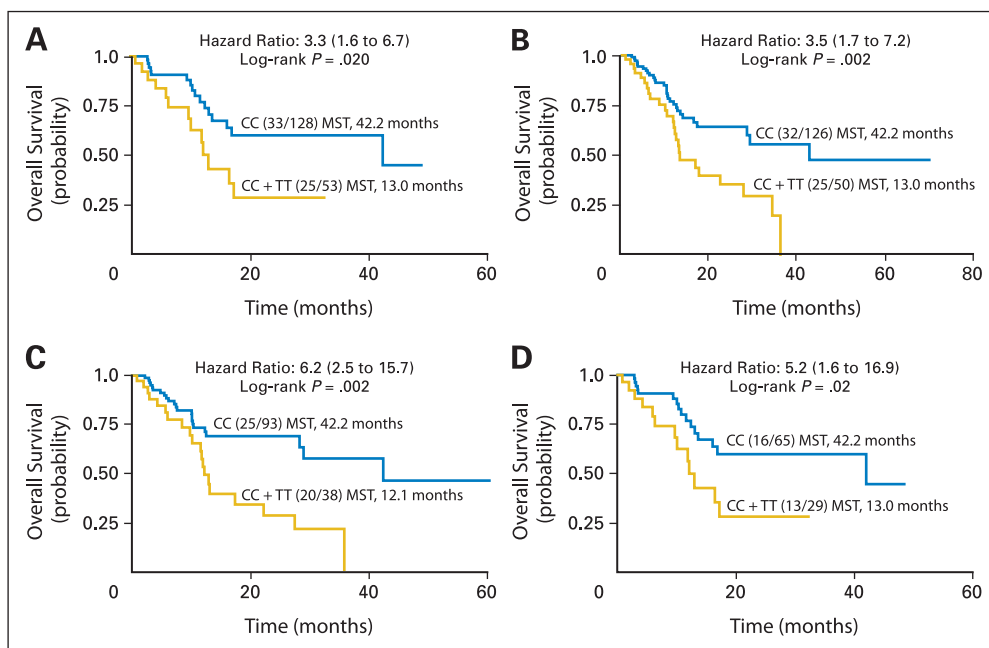 A
Hazard Ratio: 3.3 (1.6 to 6.7)
Log-rank P = .020
Overall Survival
(probability)
1.0
0.75
0.50
0.25
0
CC (33/128) MST, 42.2 months
CC + TT (25/53) MST, 13.0 months
20
40
60
Time (months)
B
Hazard Ratio: 3.5 (1.7 to 7.2)
Log-rank P = .002
Overall Survival
(probability)
1.0
0.75
0.50
0.25
0
CC (32/126) MST, 42.2 months
CC + TT (25/50) MST, 13.0 months
20
40
60
80
Time (months)
C
Hazard Ratio: 6.2 (2.5 to 15.7)
Log-rank P = .002
Overall Survival
(probability)
1.0
0.75
0.50
0.25
0
CC (25/93) MST, 42.2 months
CC + TT (20/38) MST, 12.1 months
20
40
60
Time (months)
D
Hazard Ratio: 5.2 (1.6 to 16.9)
Log-rank P = .02
Overall Survival
(probability)
1.0
0.75
0.50
0.25
0
CC (16/65) MST, 42.2 months
CC + TT (13/29) MST, 13.0 months
20
40
60
Time (months)